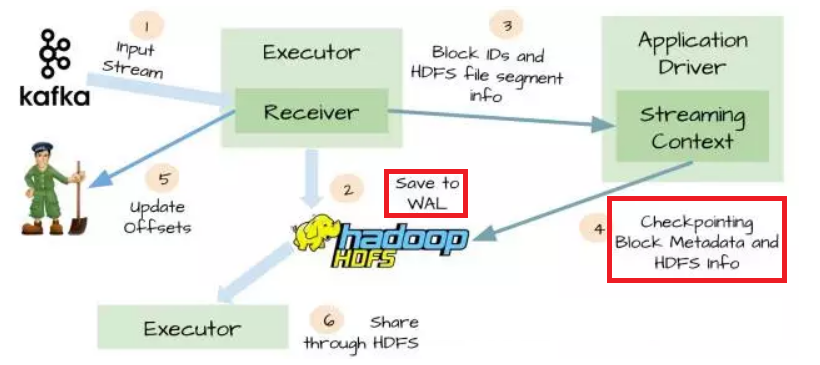 1
Input
Stream
kafka
Executor
Receiver
3
Block IDs and
HDFS file segment
info
Application
Driver
Streaming
Context
5
Update
Offsets
2
Save to
WAL
hadoop
HDFS
4
Checkpointing
Block Metadata and
HDFS Info
Executor
6
Share
through HDFS